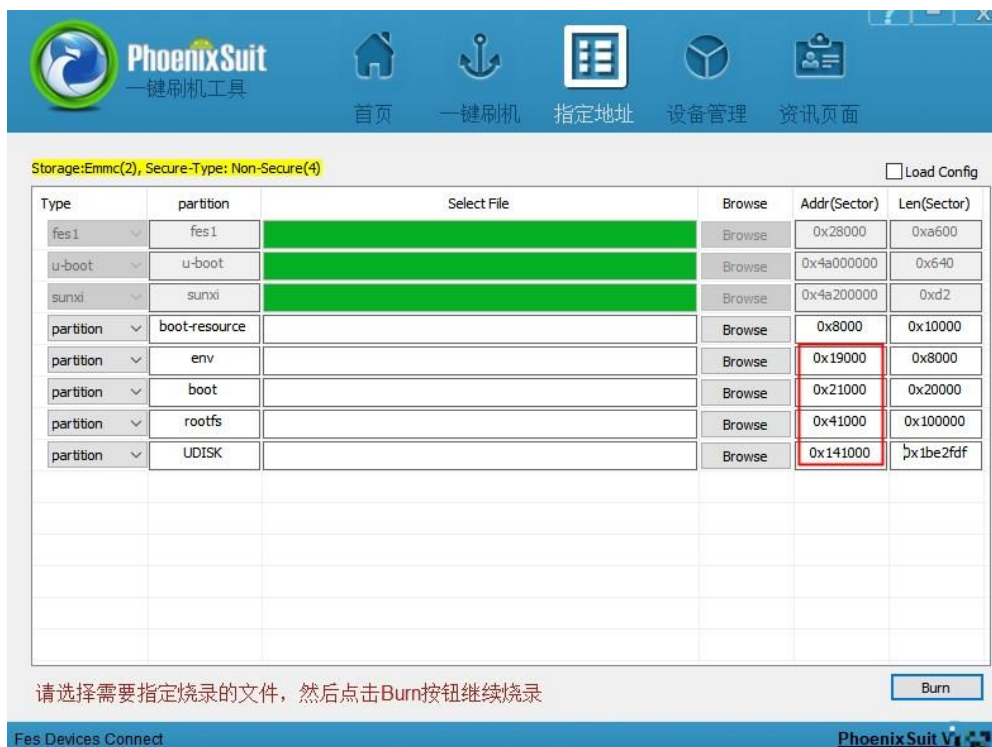 PhoenixSuit
一键刷机工具
首页 一键刷机 指定地址 设备管理 资讯页面
Storage:Emmc(2), Secure-Type: Non-Secure(4)
Load Config
Type partition Select File Browse Addr(Sector) Len(Sector)
fes1 fes1 Browse 0x28000 0xa600
u-boot u-boot Browse 0x4a000000 0x640
sunxi sunxi Browse 0x4a200000 0xd2
partition boot-resource Browse 0x8000 0x10000
partition env Browse 0x19000 0x8000
partition boot Browse 0x21000 0x20000
partition rootfs Browse 0x41000 0x100000
partition UDISK Browse 0x141000 0x1be2fdf
请选择需要指定烧录的文件，然后点击Burn按钮继续烧录
Burn
Fes Devices Connect
PhoenixSuit